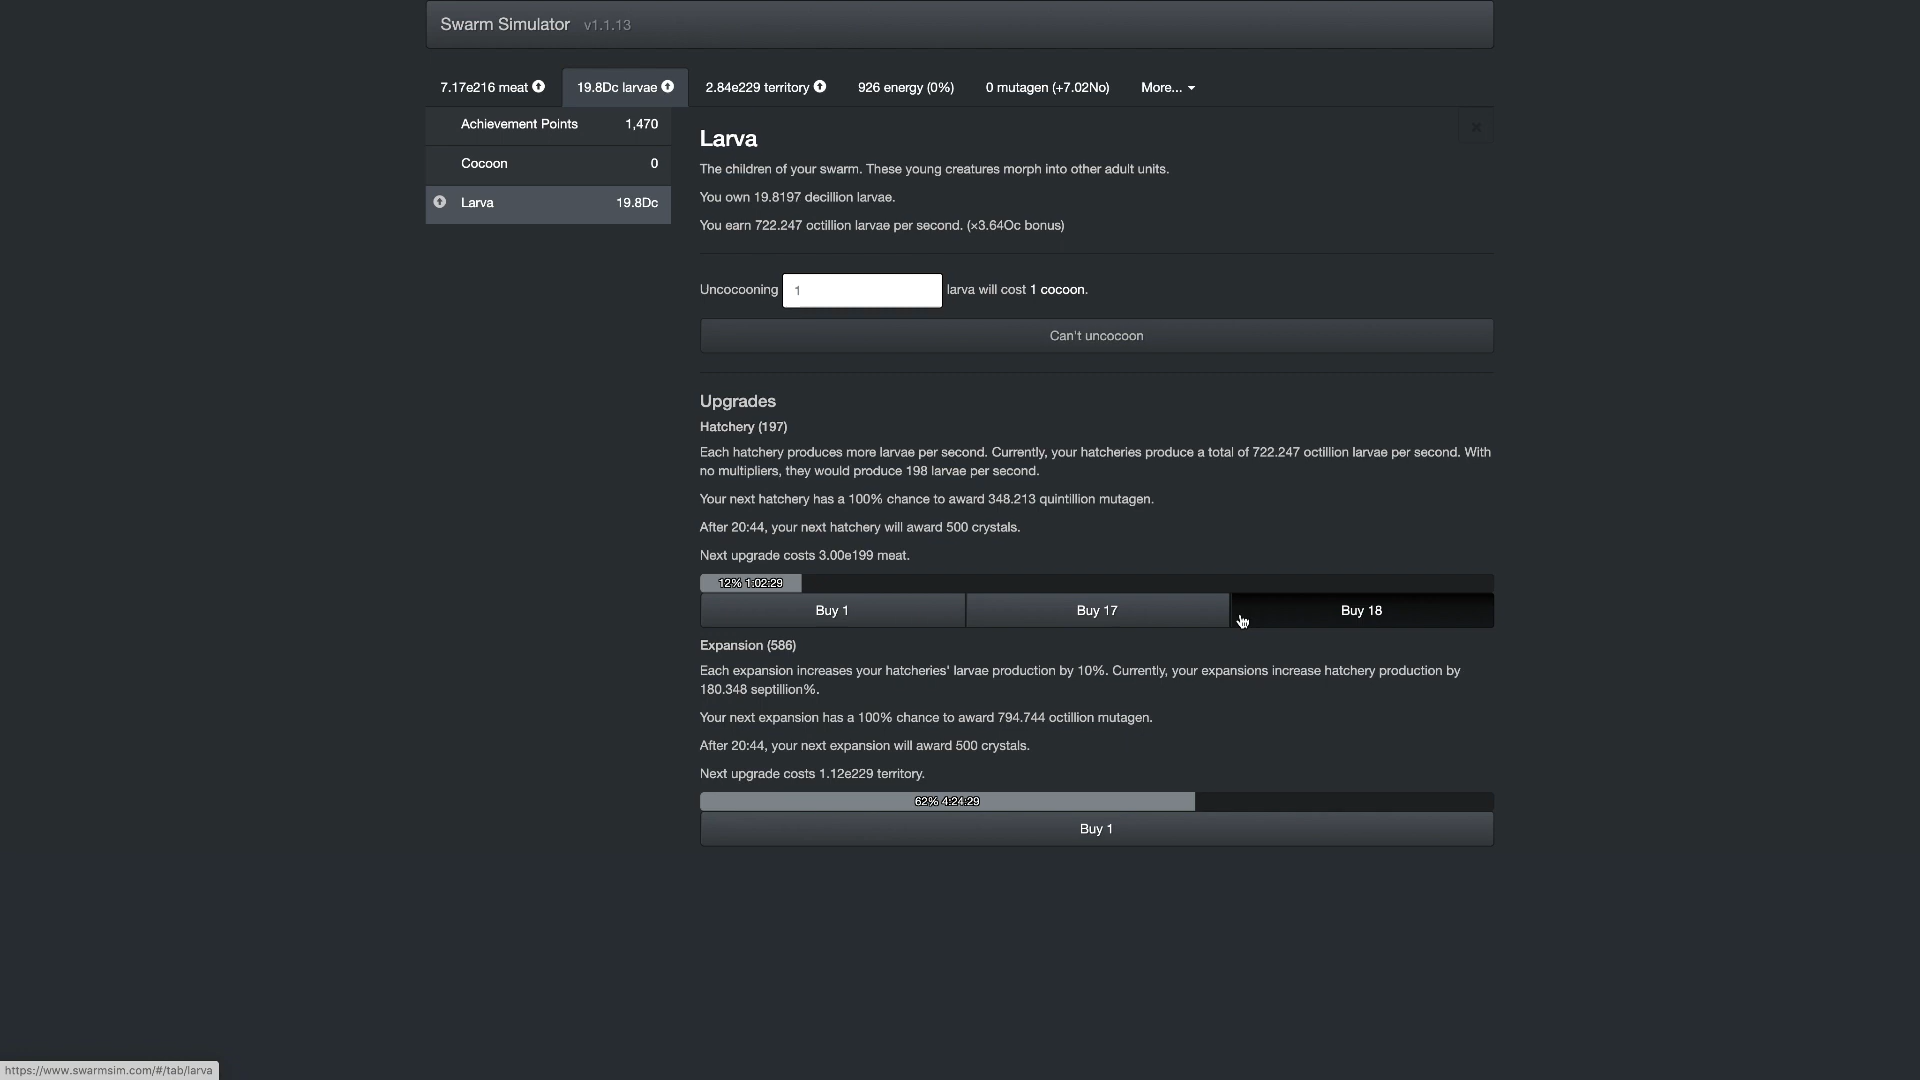 Swarm Simulator v1.1.13
7.17e216 meat 19.8Dc larvae 2.84e229 territory 926 energy (0%) 0 mutagen (+7.02No) More...
Achievement Points 1,470
Cocoon 0
Larva 19.8Dc
Larva
The children of your swarm. These young creatures morph into other adult units.
You own 19.8197 decillion larvae.
You earn 722.247 octillion larvae per second. (×3.64Oc bonus)
Uncocooning 1 larva will cost 1 cocoon.
Can't uncocoon
Upgrades
Hatchery (197)
Each hatchery produces more larvae per second. Currently, your hatcheries produce a total of 722.247 octillion larvae per second. With
no multipliers, they would produce 198 larvae per second.
Your next hatchery has a 100% chance to award 348.213 quintillion mutagen.
After 20:44, your next hatchery will award 500 crystals.
Next upgrade costs 3.00e199 meat.
12% 1:02:29
Buy 1 Buy 17 Buy 18
Expansion (586)
Each expansion increases your hatcheries' larvae production by 10%. Currently, your expansions increase hatchery production by
180.348 septillion%.
Your next expansion has a 100% chance to award 794.744 octillion mutagen.
After 20:44, your next expansion will award 500 crystals.
Next upgrade costs 1.12e229 territory.
62% 4:24:29
Buy 1
https://www.swarmsim.com/#/tab/larva